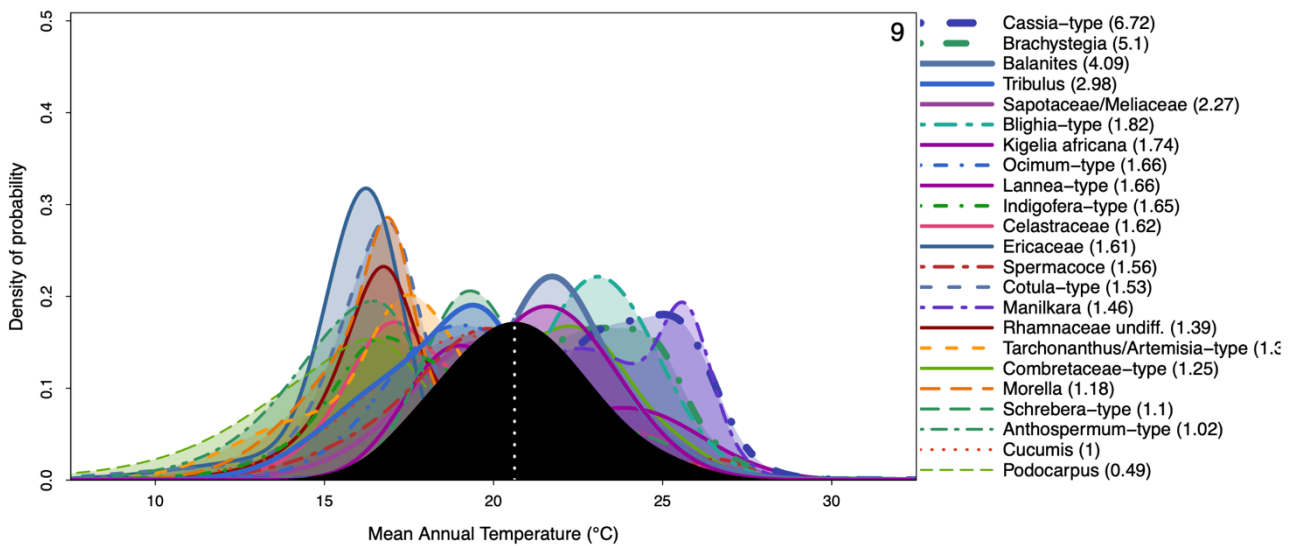 9
Density of probability
0.5
0.4
0.3
0.2
0.1
0.0
10 15 20 25 30
Mean Annual Temperature (°C)
Cassia−type (6.72)
Brachystegia (5.1)
Balanites (4.09)
Tribulus (2.98)
Sapotaceae/Meliaceae (2.27)
Blighia−type (1.82)
Kigelia africana (1.74)
Ocimum−type (1.66)
Lannea−type (1.66)
Indigofera−type (1.65)
Celastraceae (1.62)
Ericaceae (1.61)
Spermacoce (1.56)
Cotula−type (1.53)
Manilkara (1.46)
Rhamnaceae undiff. (1.39)
Tarchonanthus/Artemisia−type
Combretaceae−type (1.25)
Morella (1.18)
Schrebera−type (1.1)
Anthospermum−type (1.02)
Cucumis (1)
Podocarpus (0.49)